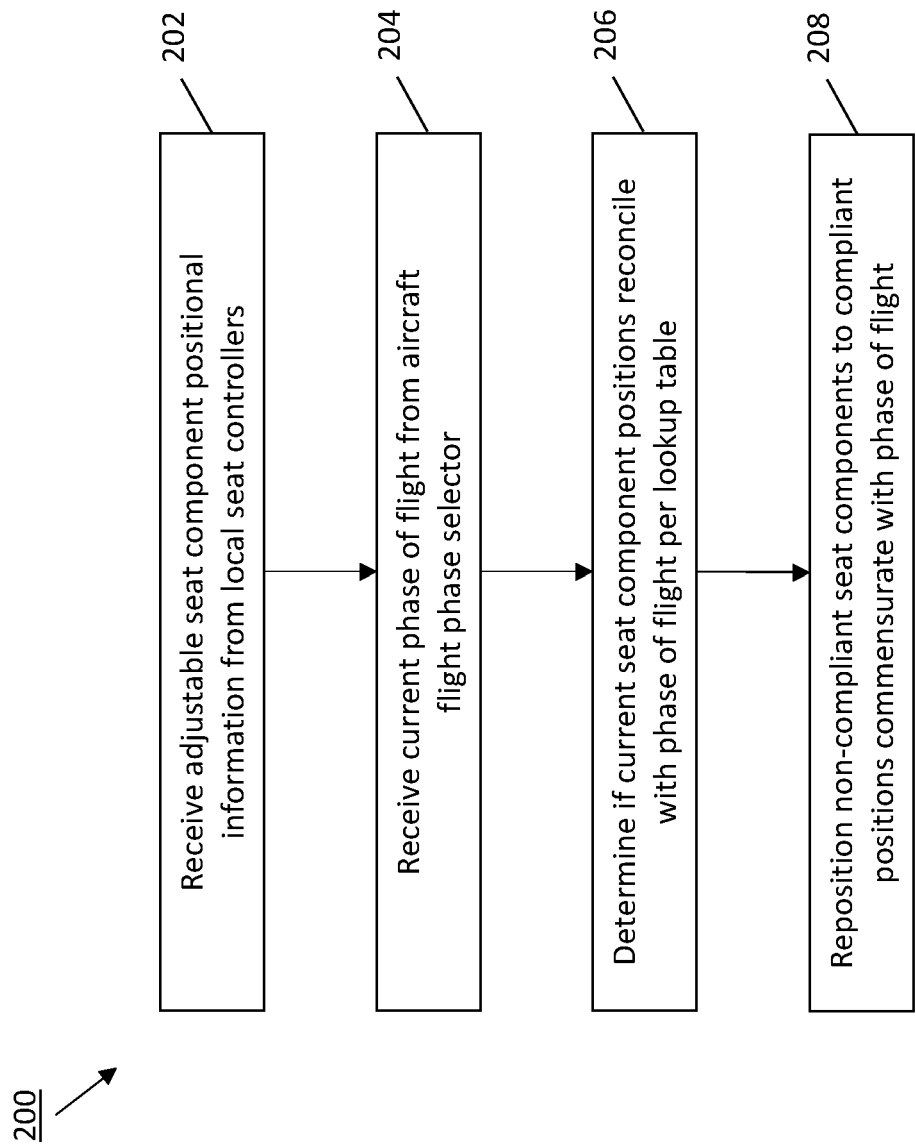 200
202
Receive adjustable seat component positional
information from local seat controllers
204
Receive current phase of flight from aircraft
flight phase selector
206
Determine if current seat component positions reconcile
with phase of flight per lookup table
208
Reposition non-compliant seat components to compliant
positions commensurate with phase of flight